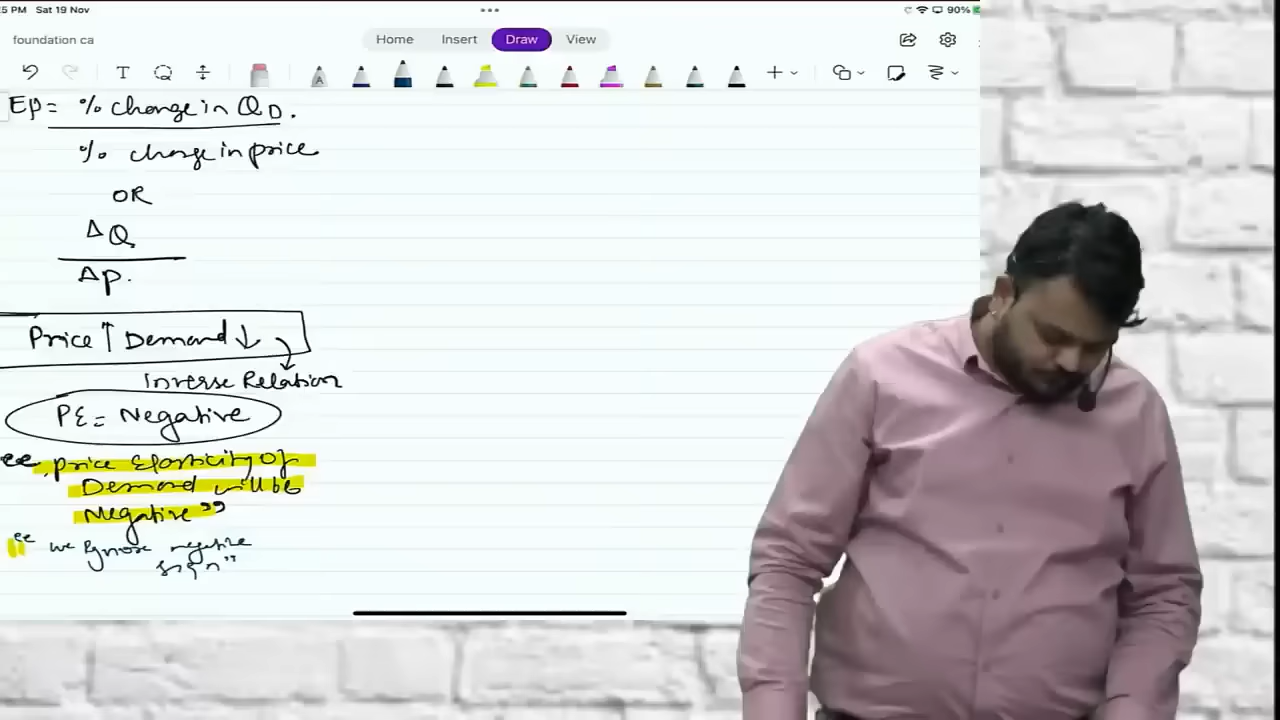 5 PM Sat 19 Nov
90%
foundation ca
Home Insert Draw View
Ep = % change in QD.
% change in price
OR
ΔQ
Δp.
Price ↑ Demand ↓
Inverse Relation
PE = Negative
"price Elasticity of
Demand will be
Negative"
"we Ignore negative
sign"